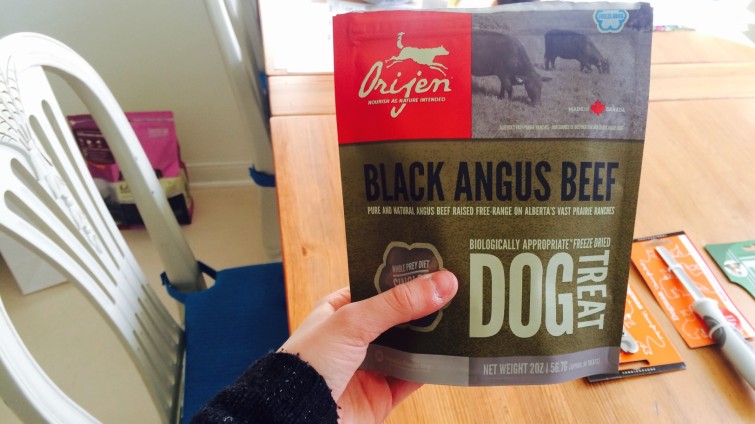 Orijen
NOURISH AS NATURE INTENDED
MADE IN CANADA
BLACK ANGUS BEEF
PURE AND NATURAL ANGUS BEEF RAISED FREE-RANGE ON ALBERTA'S VAST PRAIRIE RANCHES
BIOLOGICALLY APPROPRIATE™ FREEZE DRIED
WHOLE PREY DIET
DOG
TREAT
NET WEIGHT 2OZ | 56.7G